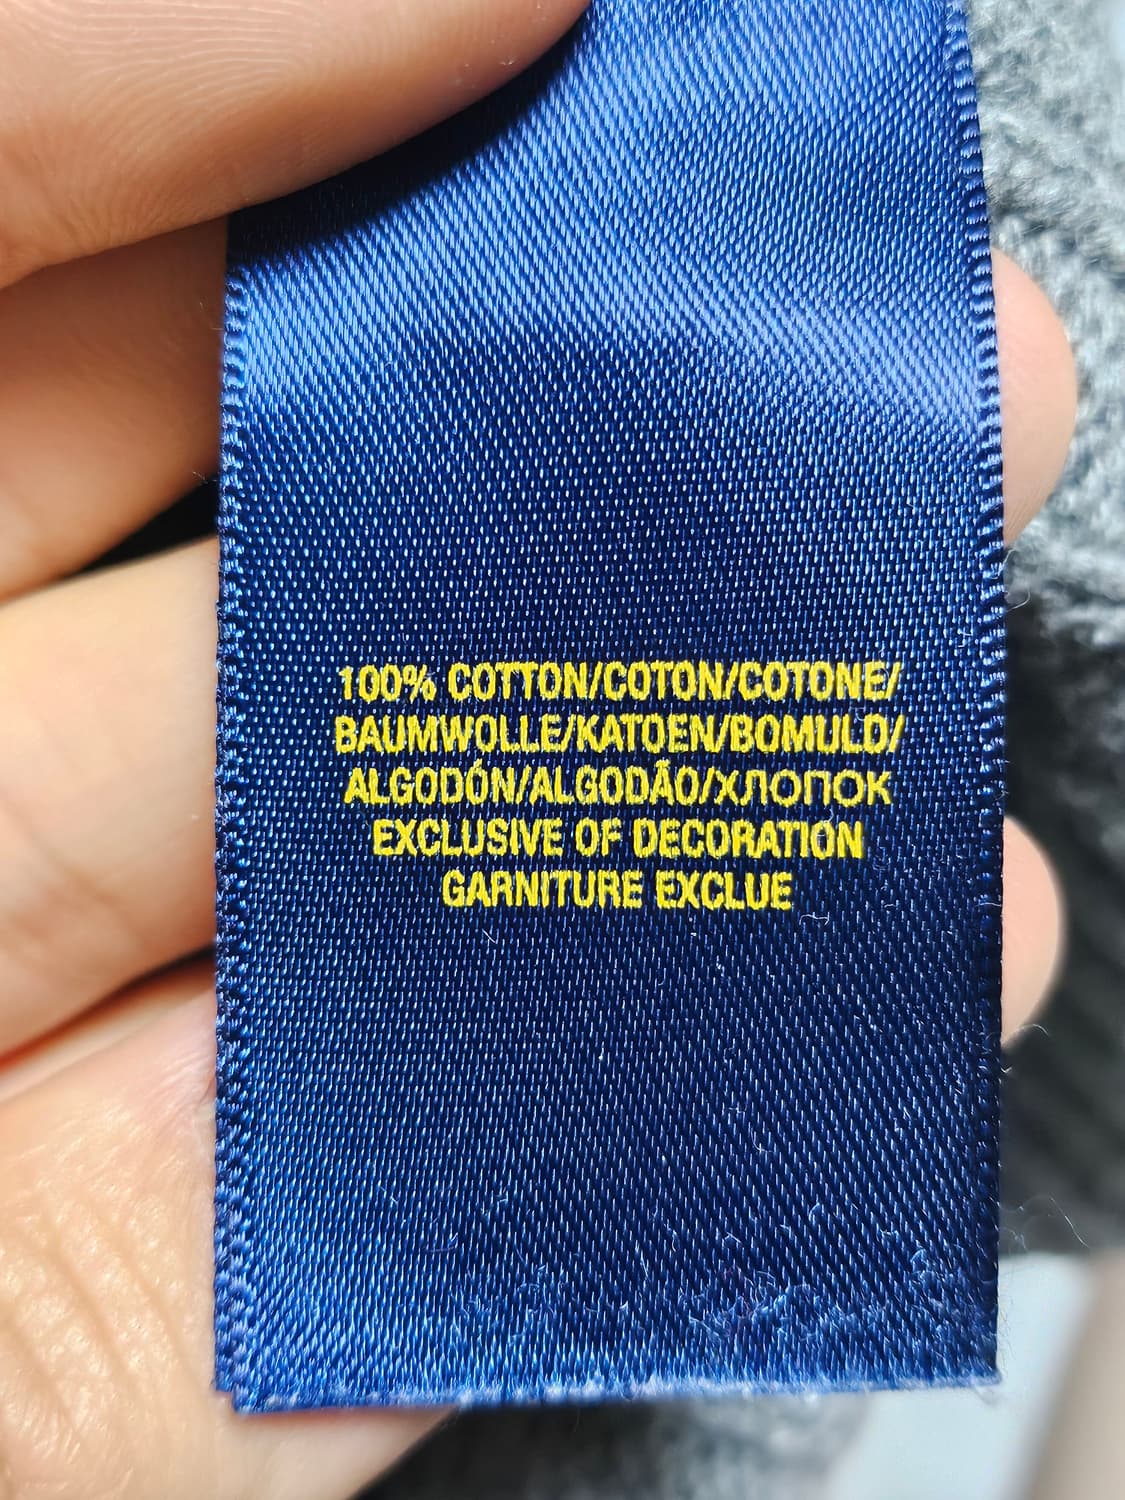 100% COTTON/COTON/COTONE/
BAUMWOLLE/KATOEN/BOMULD/
ALGODÓN/ALGODÃO/ХЛОПОК
EXCLUSIVE OF DECORATION
GARNITURE EXCLUE